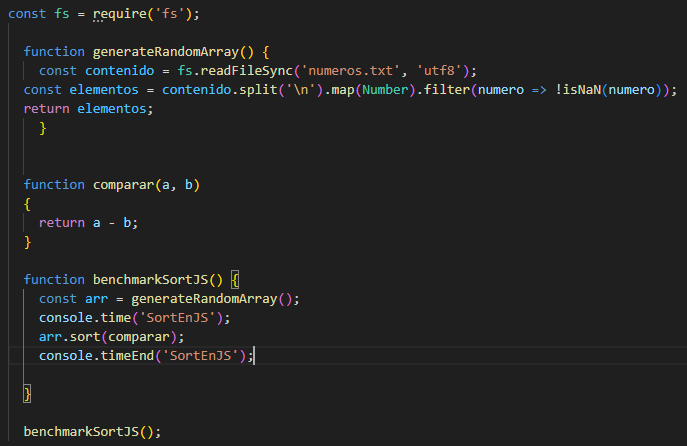 const fs = require('fs');
function generateRandomArray() {
const contenido = fs.readFileSync('numeros.txt', 'utf8');
const elementos = contenido.split('\n').map(Number).filter(numero => !isNaN(numero));
return elementos;
}
function comparar(a, b)
{
return a - b;
}
function benchmarkSortJS() {
const arr = generateRandomArray();
console.time('SortEnJS');
arr.sort(comparar);
console.timeEnd('SortEnJS');
}
benchmarkSortJS();